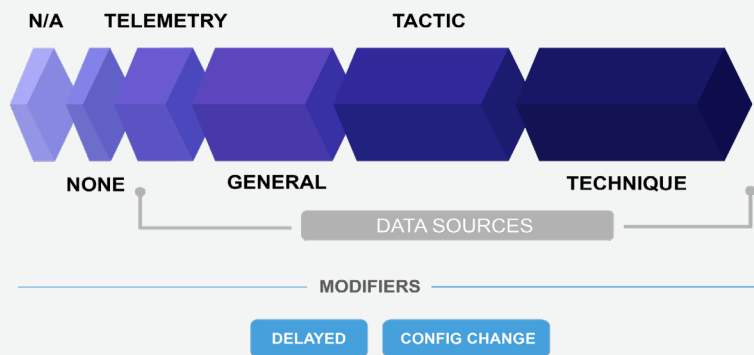 N/A TELEMETRY TACTIC
NONE GENERAL TECHNIQUE
DATA SOURCES
MODIFIERS
DELAYED CONFIG CHANGE